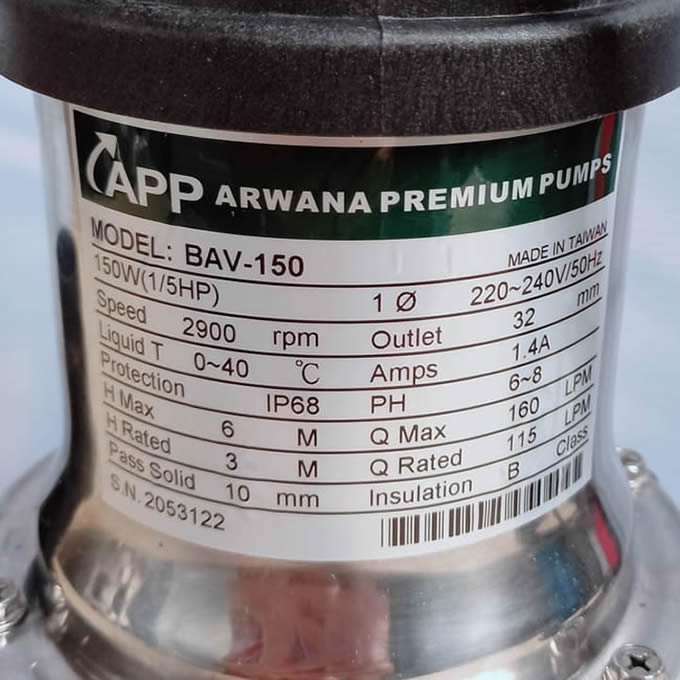 APP ARWANA PREMIUM PUMPS
MODEL: BAV-150 MADE IN TAIWAN
150W(1/5HP) 1 Ø 220~240V/50Hz
Speed 2900 rpm Outlet 32 mm
Liquid T 0~40 ℃ Amps 1.4A
Protection IP68 PH 6~8
H Max 6 M Q Max 160 LPM
H Rated 3 M Q Rated 115 LPM
Pass Solid 10 mm Insulation B Class
S.N. 2053122